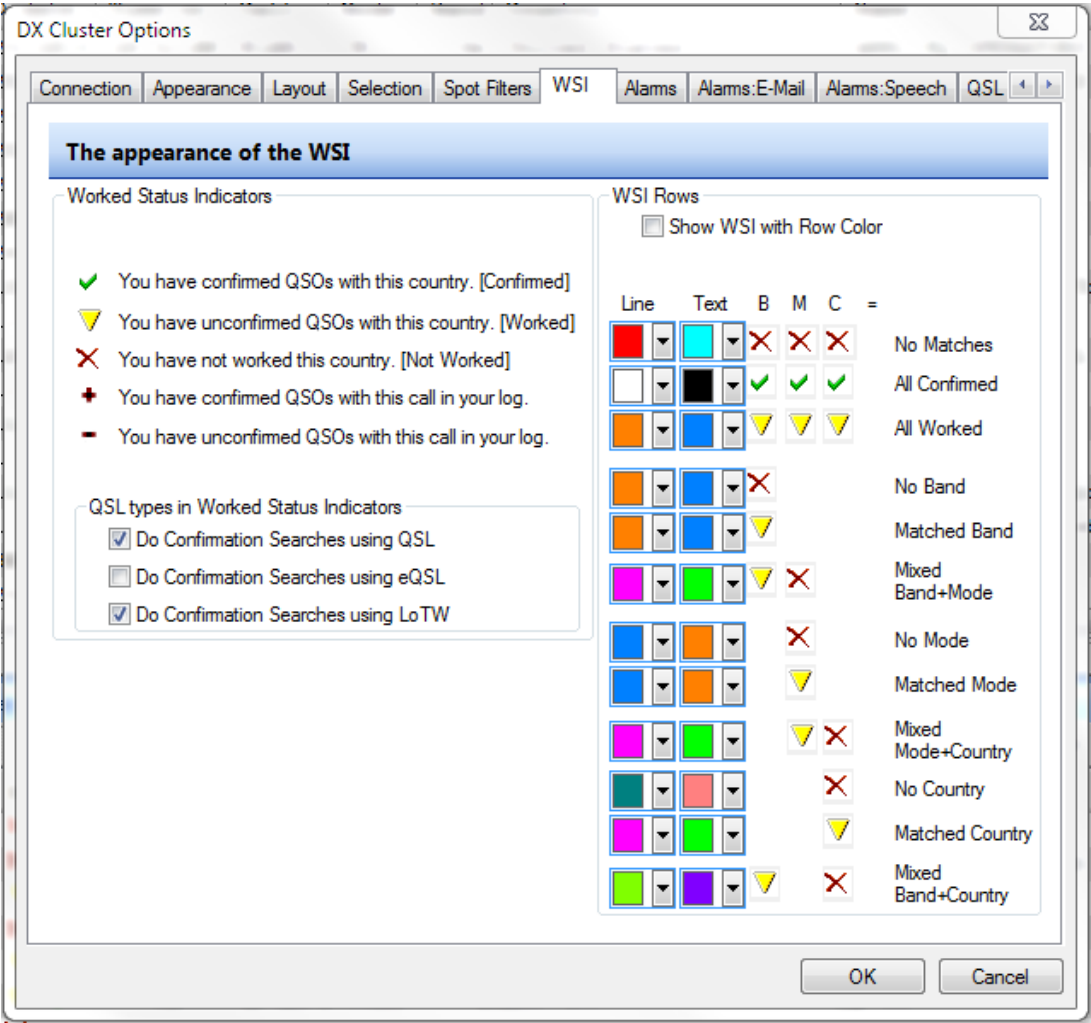 DX Cluster Options
Connection Appearance Layout Selection Spot Filters WSI Alarms Alarms:E-Mail Alarms:Speech QSL
The appearance of the WSI
Worked Status Indicators
You have confirmed QSOs with this country. [Confirmed]
You have unconfirmed QSOs with this country. [Worked]
You have not worked this country. [Not Worked]
You have confirmed QSOs with this call in your log.
You have unconfirmed QSOs with this call in your log.
QSL types in Worked Status Indicators
Do Confirmation Searches using QSL
Do Confirmation Searches using eQSL
Do Confirmation Searches using LoTW
WSI Rows
Show WSI with Row Color
Line Text B M C =
No Matches
All Confirmed
All Worked
No Band
Matched Band
Mixed
Band+Mode
No Mode
Matched Mode
Mixed
Mode+Country
No Country
Matched Country
Mixed
Band+Country
OK Cancel